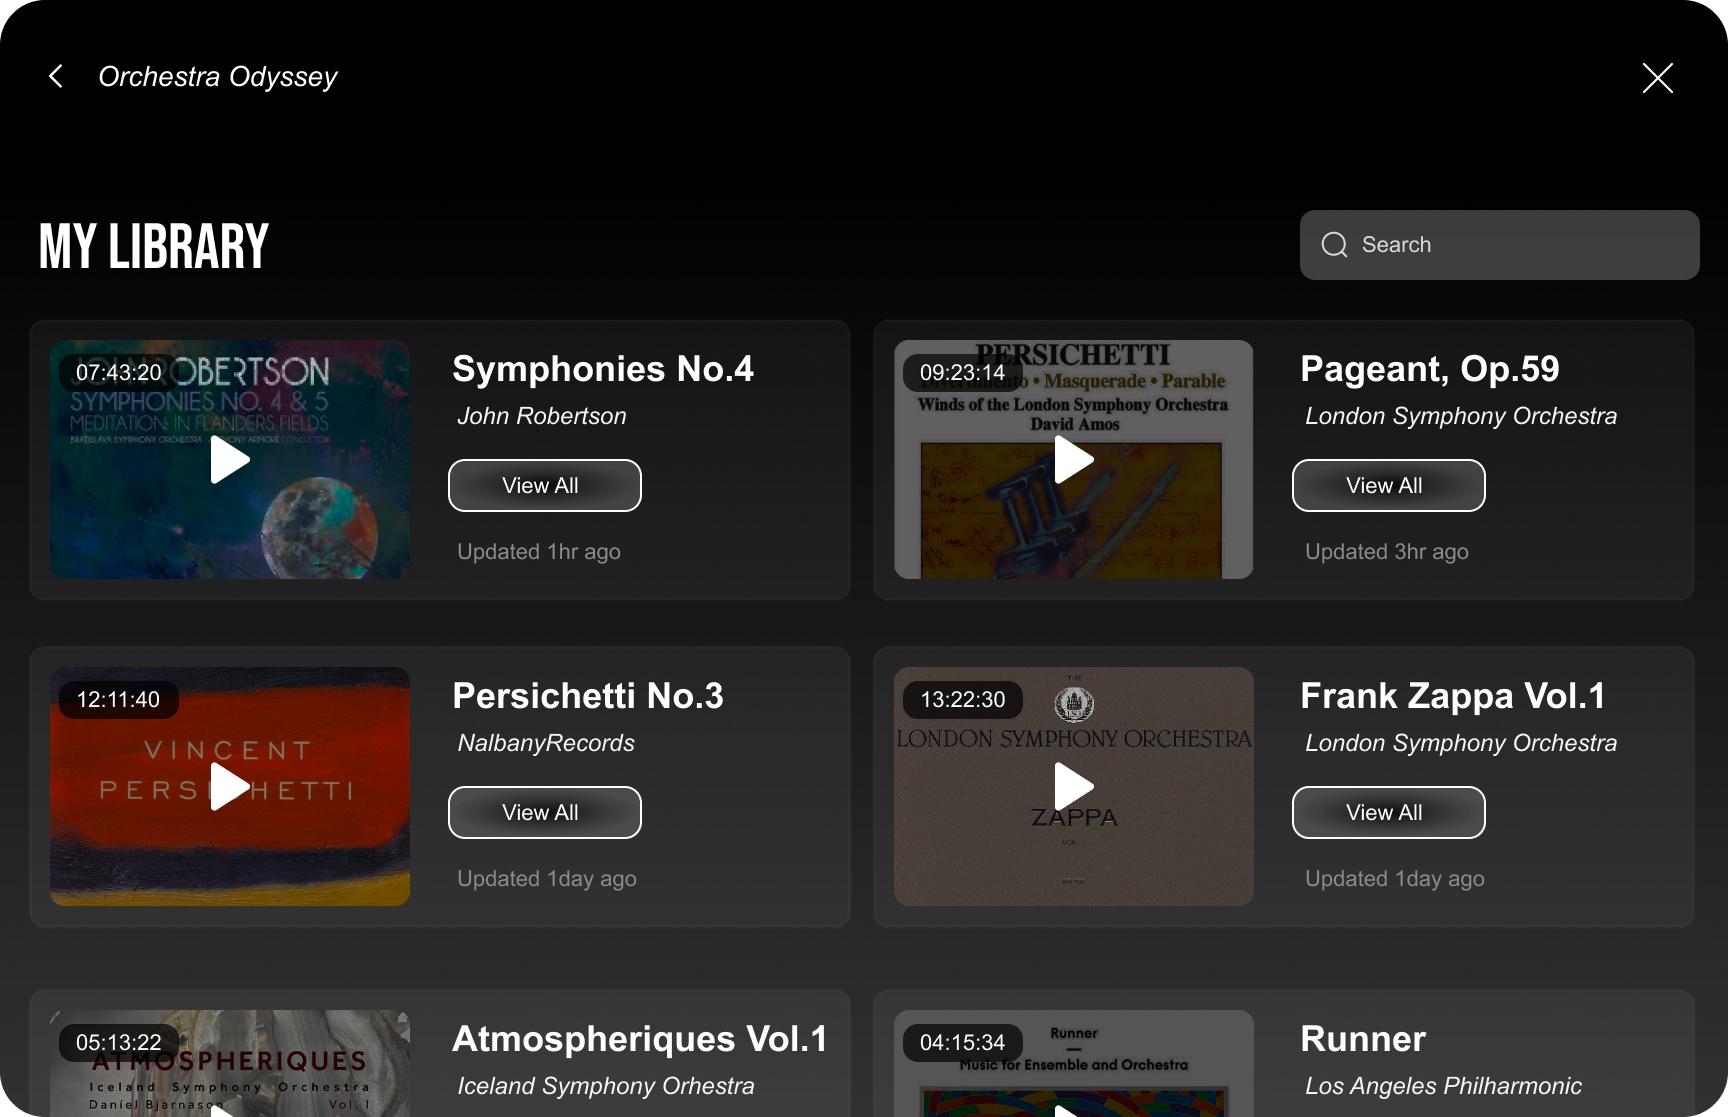 Orchestra Odyssey
MY LIBRARY
Search
07:43:20
JOHN ROBERTSON
SYMPHONIES NO. 4 & 5
MEDITATION: IN FLANDERS FIELDS
Symphonies No.4
John Robertson
View All
Updated 1hr ago
09:23:14
PERSICHETTI
Divertimento • Masquerade • Parable
Winds of the London Symphony Orchestra
David Amos
Pageant, Op.59
London Symphony Orchestra
View All
Updated 3hr ago
12:11:40
VINCENT
PERSICHETTI
Persichetti No.3
NalbanyRecords
View All
Updated 1day ago
13:22:30
THE
LONDON SYMPHONY ORCHESTRA
ZAPPA
Frank Zappa Vol.1
London Symphony Orchestra
View All
Updated 1day ago
05:13:22
ATMOSPHERIQUES
Iceland Symphony Orchestra
Daníel Bjarnason Vol. I
Atmospheriques Vol.1
Iceland Symphony Orhestra
04:15:34
Runner
Music for Ensemble and Orchestra
Runner
Los Angeles Philharmonic